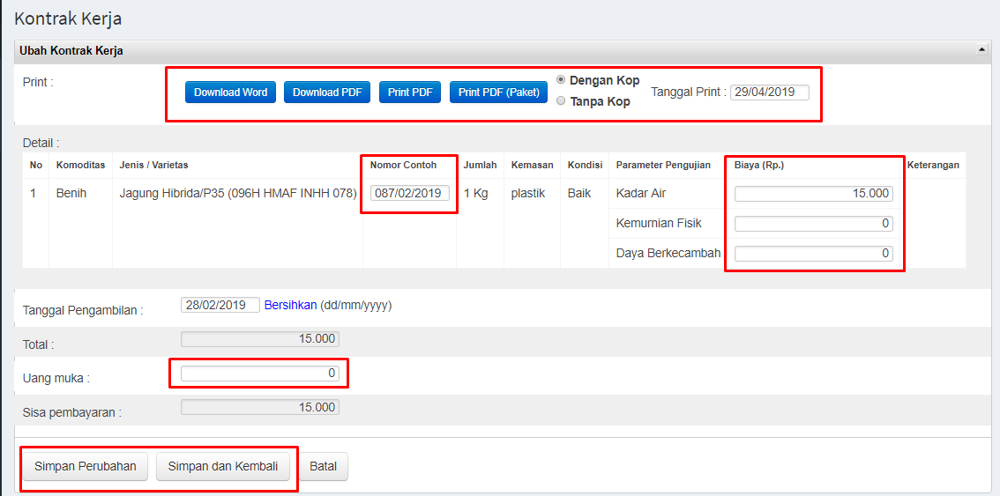 Kontrak Kerja
Ubah Kontrak Kerja
Print :
Download Word Download PDF Print PDF Print PDF (Paket) Dengan Kop Tanpa Kop Tanggal Print : 29/04/2019
Detail :
No Komoditas Jenis / Varietas Nomor Contoh Jumlah Kemasan Kondisi Parameter Pengujian Biaya (Rp.) Keterangan
1 Benih Jagung Hibrida/P35 (096H HMAF INHH 078) 087/02/2019 1 Kg plastik Baik Kadar Air 15.000
Kemurnian Fisik 0
Daya Berkecambah 0
Tanggal Pengambilan : 28/02/2019 Bersihkan (dd/mm/yyyy)
Total : 15.000
Uang muka : 0
Sisa pembayaran : 15.000
Simpan Perubahan Simpan dan Kembali Batal